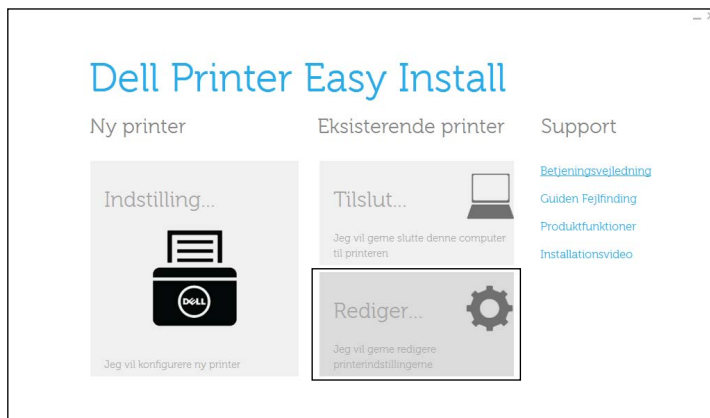 Dell Printer Easy Install
Ny printer
Eksisterende printer
Support
Indstilling...
DELL
Jeg vil konfigurere ny printer
Tilslut...
Jeg vil gerne slutte denne computer
til printeren
Rediger...
Jeg vil gerne redigere
printerindstillingerne
Betjeningsvejledning
Guiden Fejlfinding
Produktfunktioner
Installationsvideo